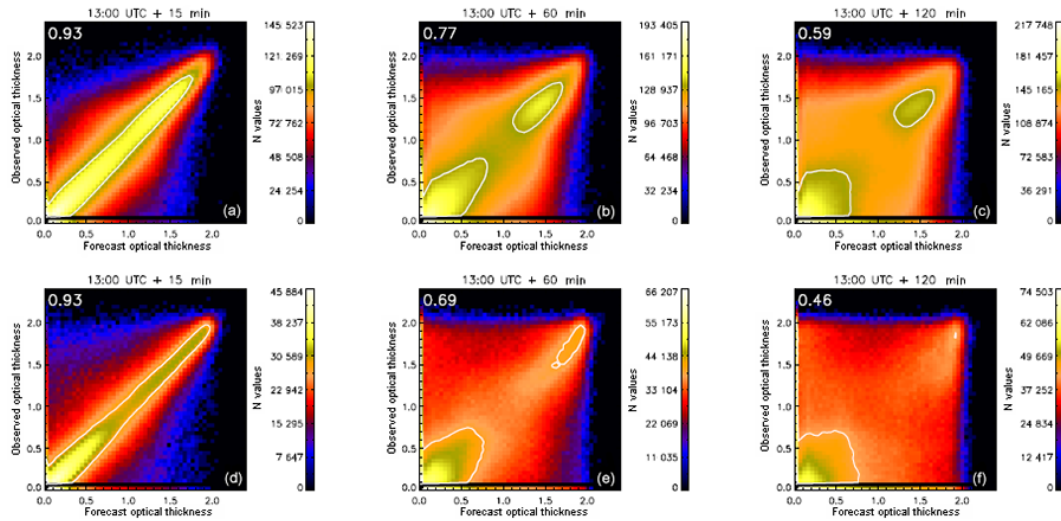 13:00 UTC + 15 min
0.93
Observed optical thickness
2.0
1.5
1.0
0.5
0.0
0.0 0.5 1.0 1.5 2.0
Forecast optical thickness
(a)
145 523
121 269
97 015
72 762
48 508
24 254
0
N values
13:00 UTC + 60 min
0.77
Observed optical thickness
2.0
1.5
1.0
0.5
0.0
0.0 0.5 1.0 1.5 2.0
Forecast optical thickness
(b)
193 405
161 171
128 937
96 703
64 468
32 234
0
N values
13:00 UTC + 120 min
0.59
Observed optical thickness
2.0
1.5
1.0
0.5
0.0
0.0 0.5 1.0 1.5 2.0
Forecast optical thickness
(c)
217 748
181 457
145 165
108 874
72 583
36 291
0
N values
13:00 UTC + 15 min
0.93
Observed optical thickness
2.0
1.5
1.0
0.5
0.0
0.0 0.5 1.0 1.5 2.0
Forecast optical thickness
(d)
45 884
38 237
30 589
22 942
15 295
7 647
0
N values
13:00 UTC + 60 min
0.69
Observed optical thickness
2.0
1.5
1.0
0.5
0.0
0.0 0.5 1.0 1.5 2.0
Forecast optical thickness
(e)
66 207
55 173
44 138
33 104
22 069
11 035
0
N values
13:00 UTC + 120 min
0.46
Observed optical thickness
2.0
1.5
1.0
0.5
0.0
0.0 0.5 1.0 1.5 2.0
Forecast optical thickness
(f)
74 503
62 086
49 669
37 252
24 834
12 417
0
N values